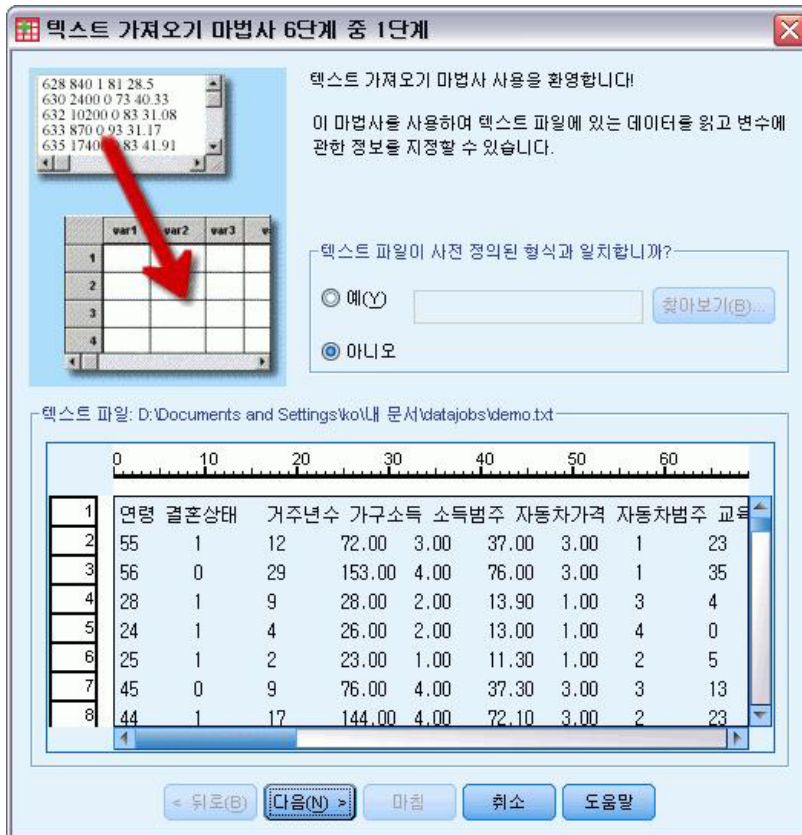 텍스트 가져오기 마법사 6단계 중 1단계
628 840 1 81 28.5
630 2400 0 73 40.33
632 10200 0 83 31.08
633 870 0 93 31.17
635 1740 83 41.91
var1 var2 var3
1
2
3
4
텍스트 가져오기 마법사 사용을 환영합니다!
이 마법사를 사용하여 텍스트 파일에 있는 데이터를 읽고 변수에
관한 정보를 지정할 수 있습니다.
텍스트 파일이 사전 정의된 형식과 일치합니까?
예(Y)
찾아보기(B)...
아니오
텍스트 파일: D:\Documents and Settings\ko\내 문서\datajobs\demo.txt
0 10 20 30 40 50 60
1 연령 결혼상태 거주년수 가구소득 소득범주 자동차가격 자동차범주 교육
2 55 1 12 72.00 3.00 37.00 3.00 1 23
3 56 0 29 153.00 4.00 76.00 3.00 1 35
4 28 1 9 28.00 2.00 13.90 1.00 3 4
5 24 1 4 26.00 2.00 13.00 1.00 4 0
6 25 1 2 23.00 1.00 11.30 1.00 2 5
7 45 0 9 76.00 4.00 37.30 3.00 3 13
8 44 1 17 144.00 4.00 72.10 3.00 2 23
< 뒤로(B) 다음(N) > 마침 취소 도움말